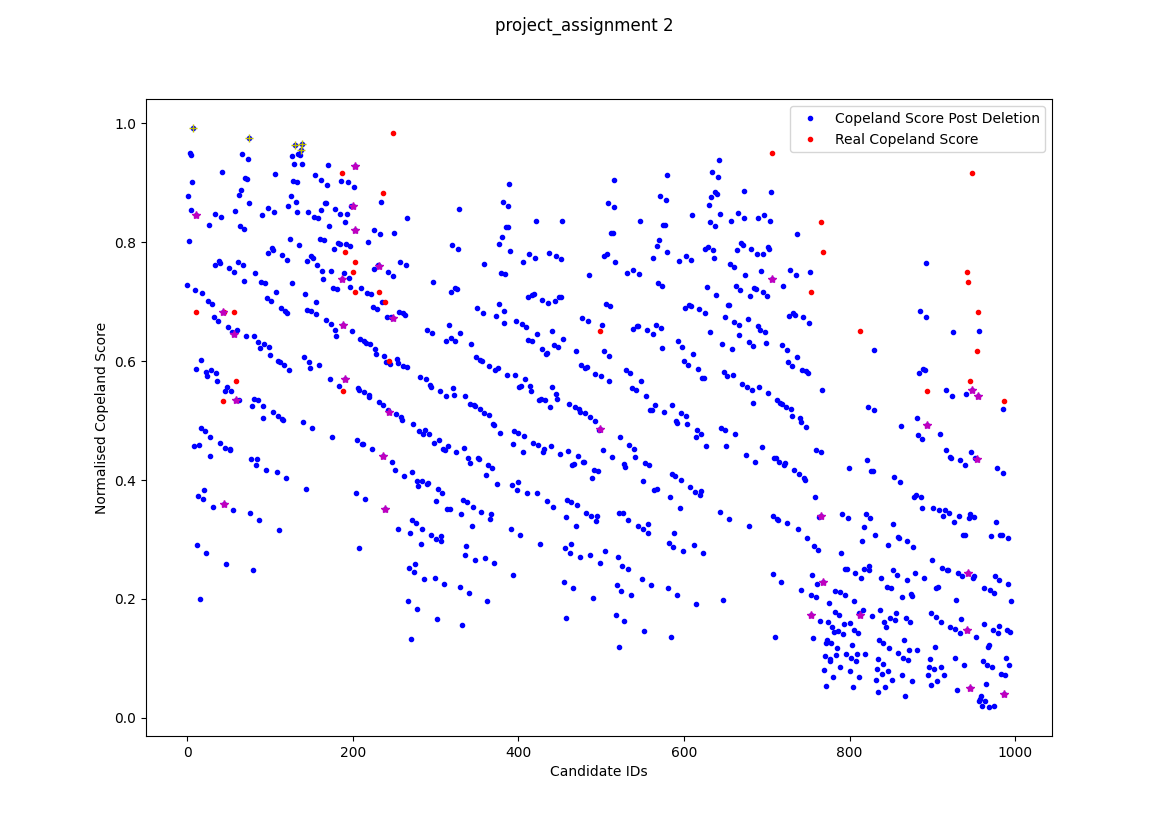 project_assignment 2
Copeland Score Post Deletion
Real Copeland Score
Normalised Copeland Score
1.0
0.8
0.6
0.4
0.2
0.0
0
200
400
600
800
1000
Candidate IDs